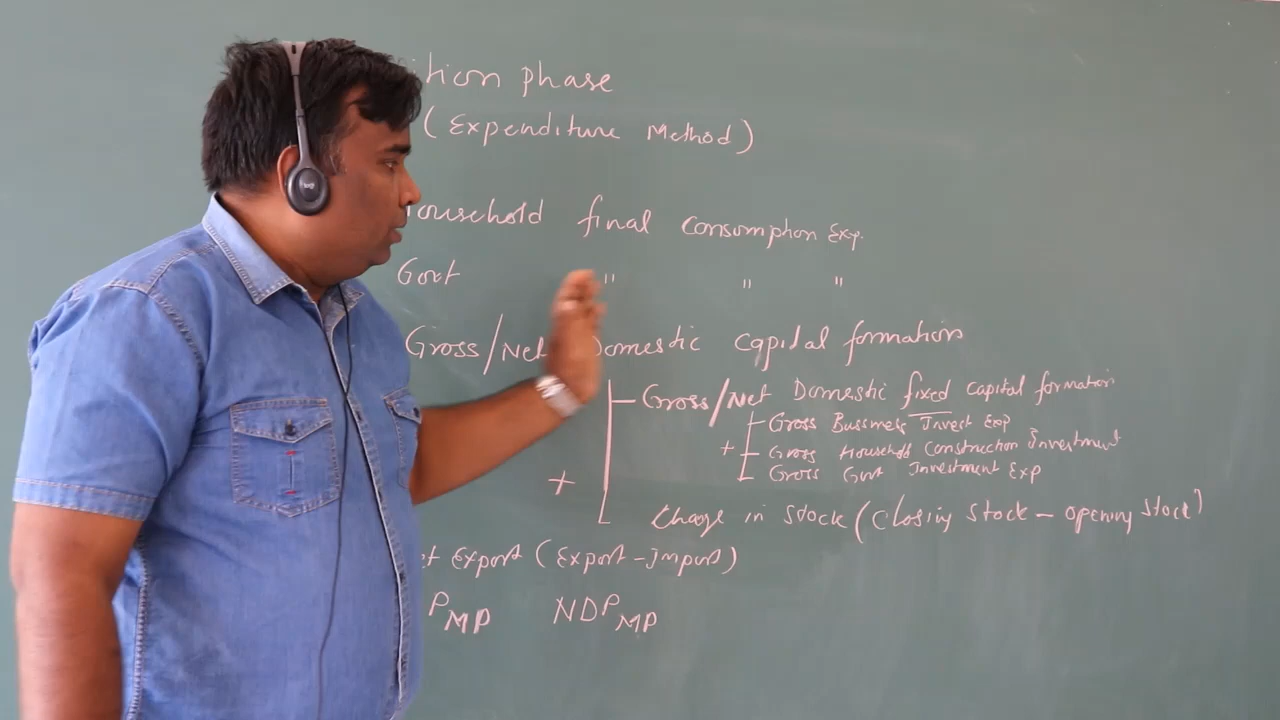 ition phase
(Expenditure Method)
ousehold final Consumption Exp.
Govt " " "
Gross/Net Domestic Capital formation
Gross/Net Domestic fixed capital formation
Gross Bussiness Invest Exp
+ Gross Household Construction Investment
Gross Govt Investment Exp
+
Change in Stock (Closing Stock - opening stock)
et Export (Export-Import)
P MP NDP MP